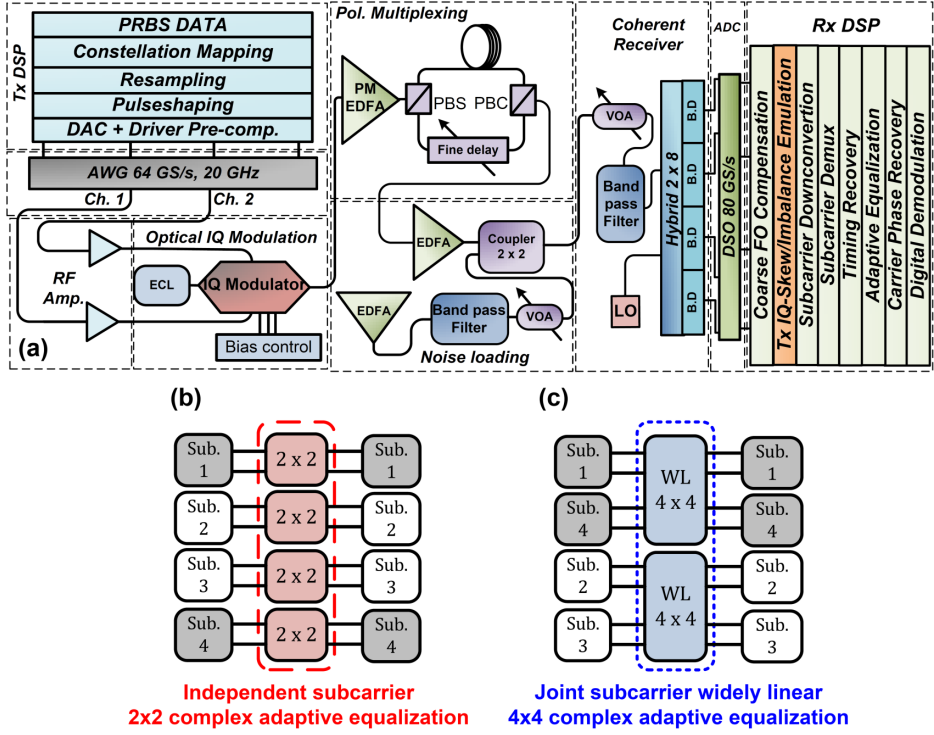 Tx DSP
PRBS DATA
Constellation Mapping
Resampling
Pulseshaping
DAC + Driver Pre-comp.
AWG 64 GS/s, 20 GHz
Ch. 1
Ch. 2
RF
Amp.
Optical IQ Modulation
ECL
IQ Modulator
Bias control
(a)
Pol. Multiplexing
PM
EDFA
PBS
PBC
Fine delay
EDFA
Coupler
2 x 2
EDFA
Band pass
Filter
VOA
Noise loading
Coherent
Receiver
VOA
Band
pass
Filter
LO
Hybrid 2 x 8
B.D
B.D
B.D
B.D
ADC
DSO 80 GS/s
Rx DSP
Coarse FO Compensation
Tx IQ-Skew/Imbalance Emulation
Subcarrier Downconvertion
Subcarrier Demux
Timing Recovery
Adaptive Equalization
Carrier Phase Recovery
Digital Demodulation
(b)
Sub.
1
2 x 2
Sub.
1
Sub.
2
2 x 2
Sub.
2
Sub.
3
2 x 2
Sub.
3
Sub.
4
2 x 2
Sub.
4
Independent subcarrier
2x2 complex adaptive equalization
(c)
Sub.
1
Sub.
4
WL
4 x 4
Sub.
1
Sub.
4
Sub.
2
Sub.
3
WL
4 x 4
Sub.
2
Sub.
3
Joint subcarrier widely linear
4x4 complex adaptive equalization